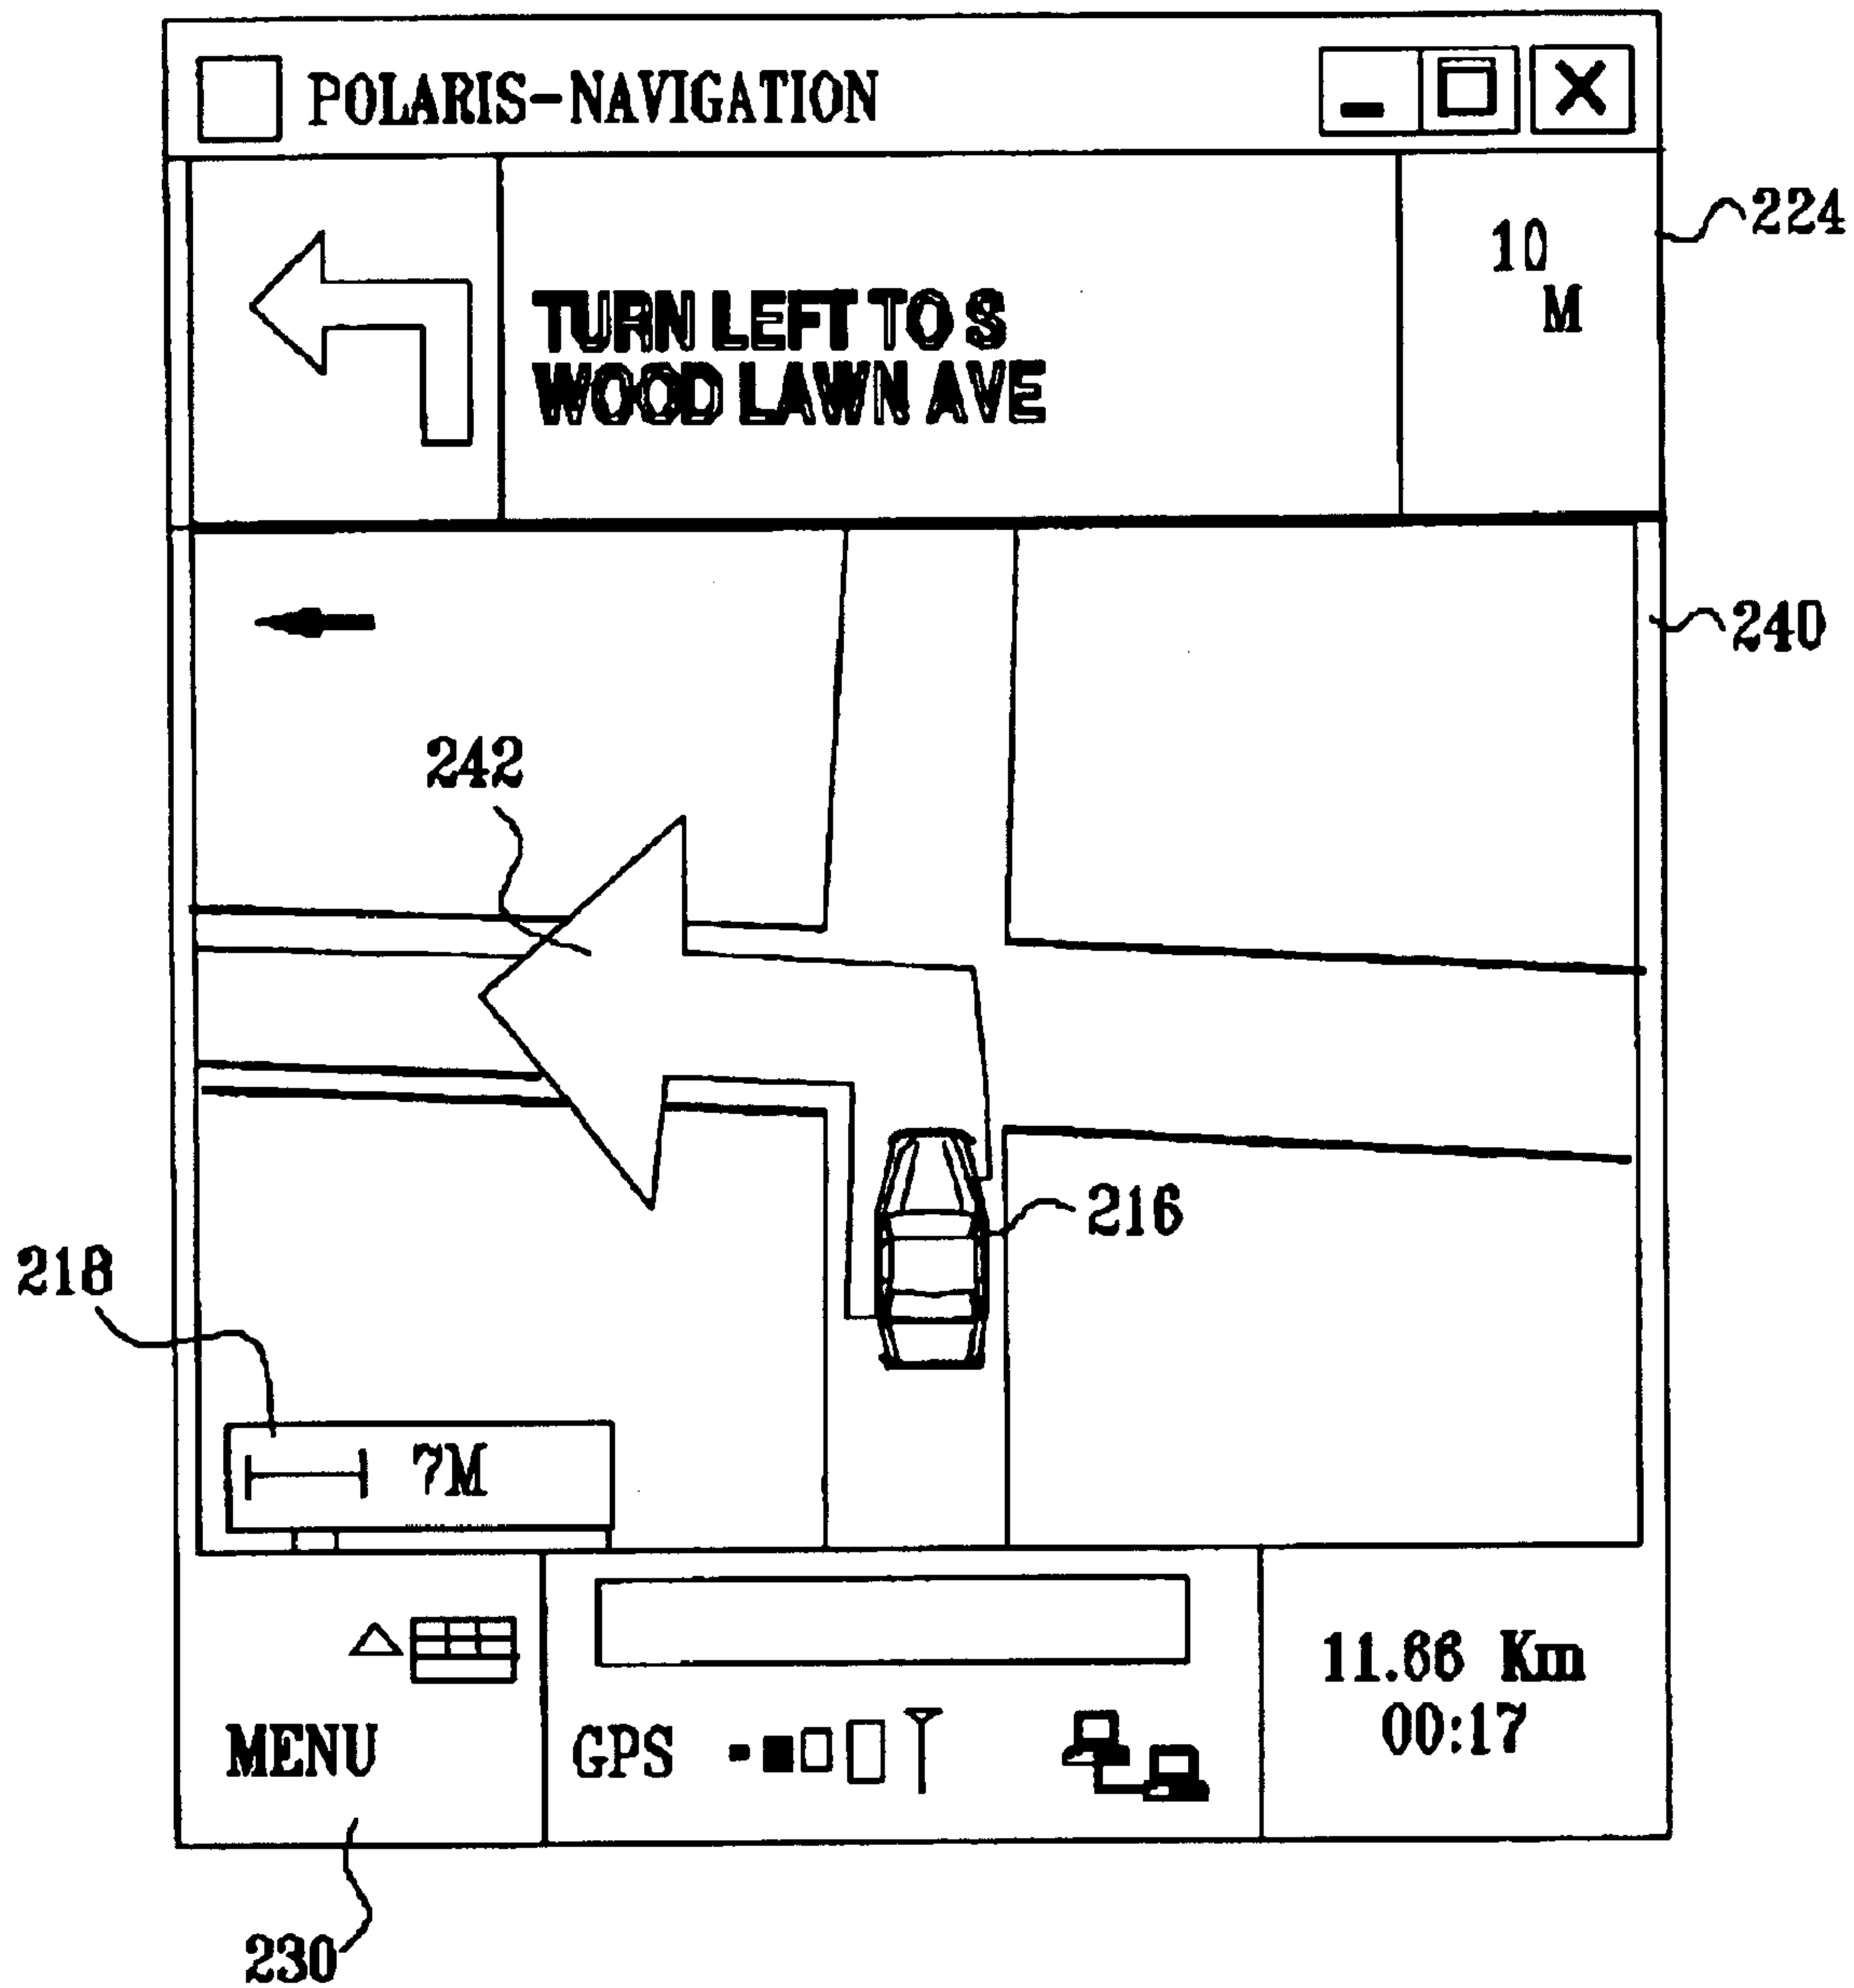 POLARIS-NAVIGATION
10
M
224
TURN LEFT TO S
WOOD LAWN AVE
240
242
216
218
7M
11.66 Km
00:17
MENU
GPS
230